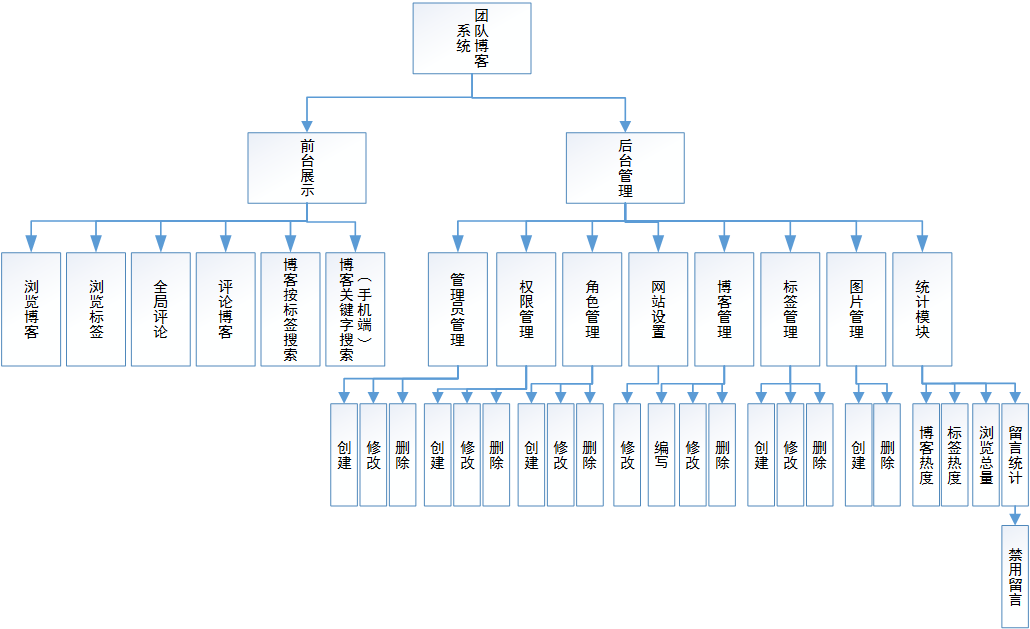 团队博客
系统
前台展示
后台管理
浏览博客
浏览标签
全局评论
评论博客
博客按标签搜索
（手机端）
博客关键字搜索
管理员管理
权限管理
角色管理
网站设置
博客管理
标签管理
图片管理
统计模块
创建
修改
删除
创建
修改
删除
创建
修改
删除
修改
编写
修改
删除
创建
修改
删除
创建
删除
博客热度
标签热度
浏览总量
留言统计
禁用留言